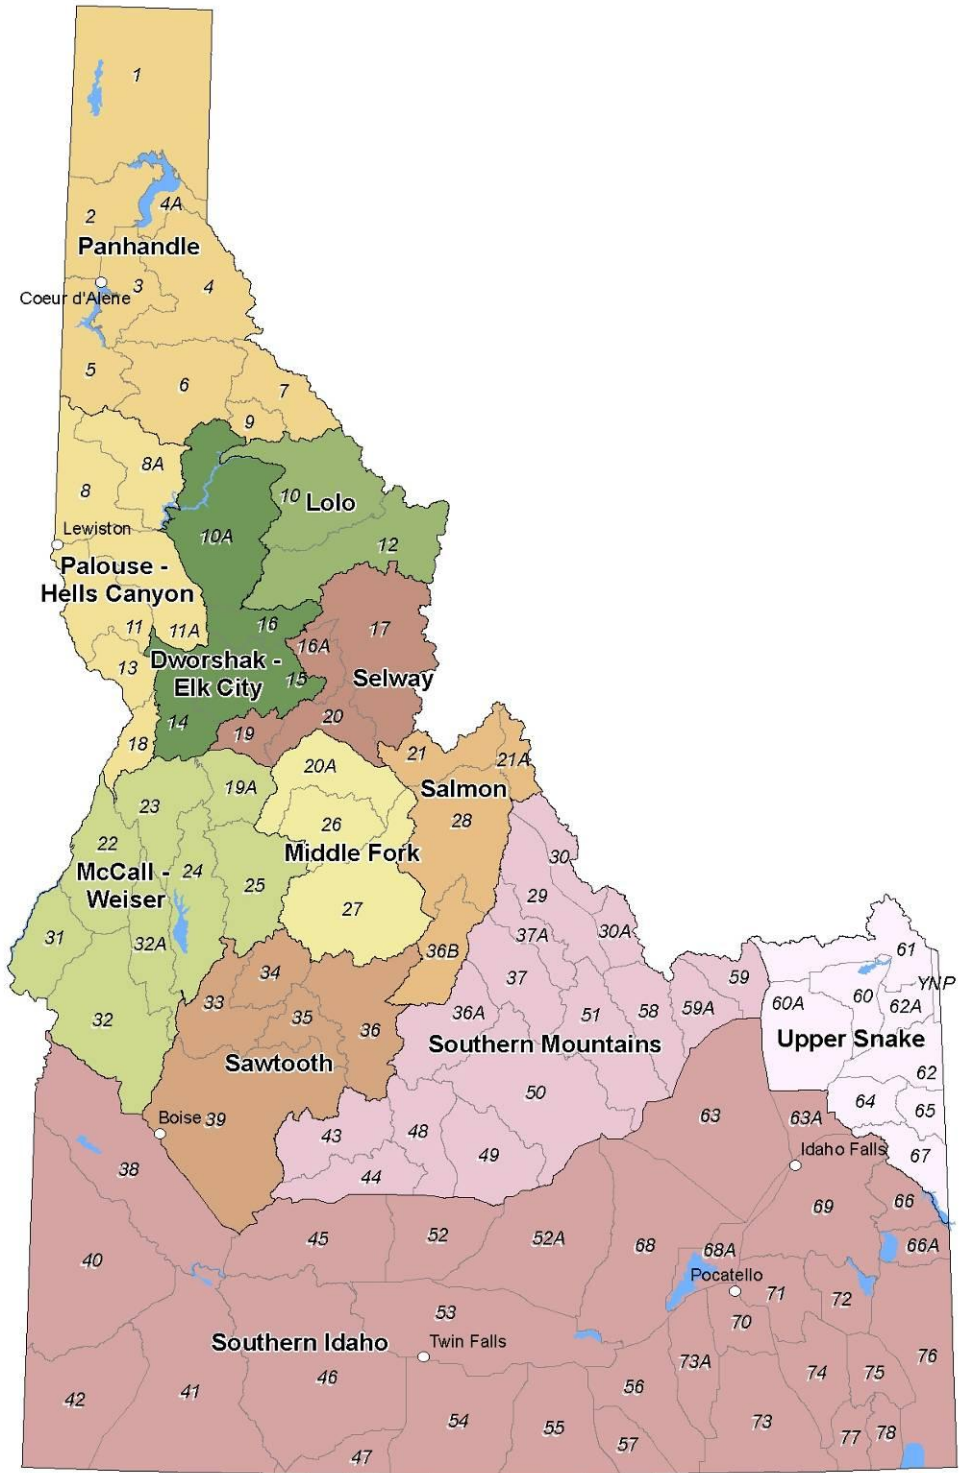 1
2
4A
Panhandle
3
4
Coeur d'Alene
5
6
7
9
8A
8
10
Lolo
Lewiston
10A
12
Palouse -
Hells Canyon
11
11A
16
17
16A
13
Dworshak -
Elk City
15
Selway
14
19
20
18
21
21A
20A
19A
Salmon
23
28
26
22
Middle Fork
30
McCall -
Weiser
24
25
29
27
30A
31
32A
36B
37A
61
34
37
59
YNP
33
35
36
36A
51
58
59A
60A
60
62A
32
Southern Mountains
Upper Snake
Sawtooth
62
50
64
65
Boise
39
43
48
63
63A
Idaho Falls
67
38
49
44
69
66
45
52
52A
68
68A
66A
40
Pocatello
71
72
53
70
Southern Idaho
Twin Falls
73A
74
75
76
46
56
42
41
54
55
57
73
77
78
47